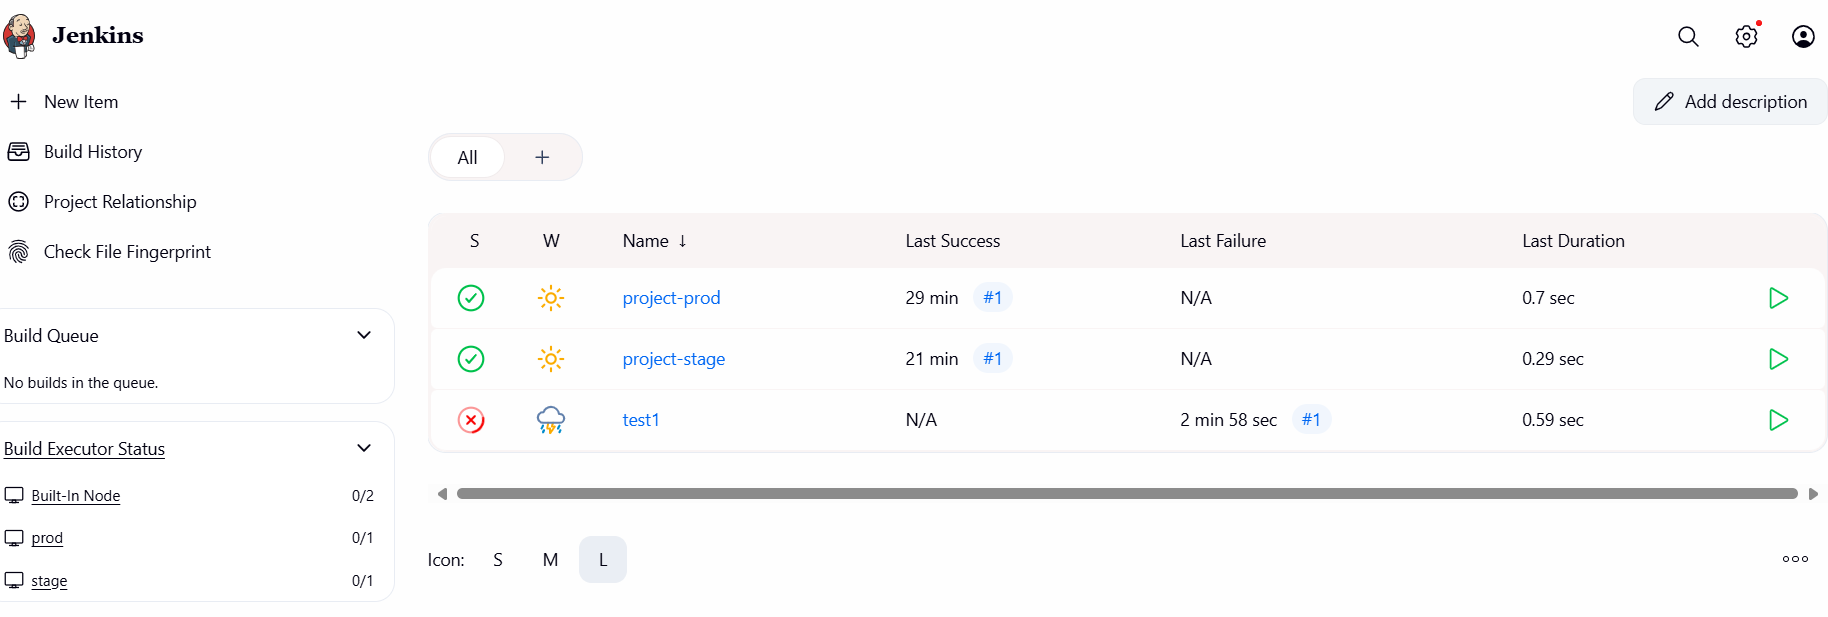 Jenkins
New Item
Build History
Project Relationship
Check File Fingerprint
Build Queue
No builds in the queue.
Build Executor Status
Built-In Node 0/2
prod 0/1
stage 0/1
Add description
All +
S W Name ↓ Last Success Last Failure Last Duration
project-prod 29 min #1 N/A 0.7 sec
project-stage 21 min #1 N/A 0.29 sec
test1 N/A 2 min 58 sec #1 0.59 sec
Icon: S M L